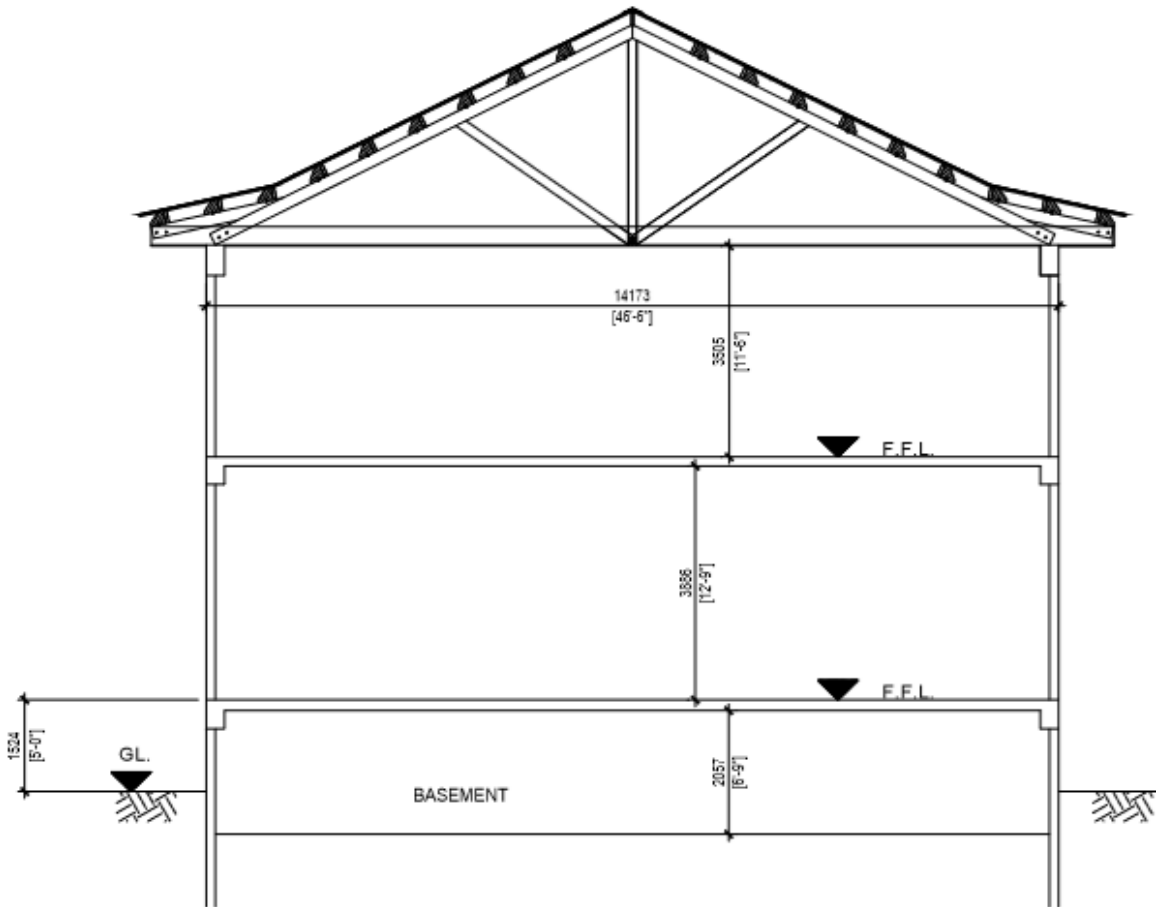 14173
[46'-6"]
3505
[11'-6"]
F.F.L.
3886
[12'-9"]
F.F.L.
1524
[5'-0"]
GL.
2057
[6'-9"]
BASEMENT